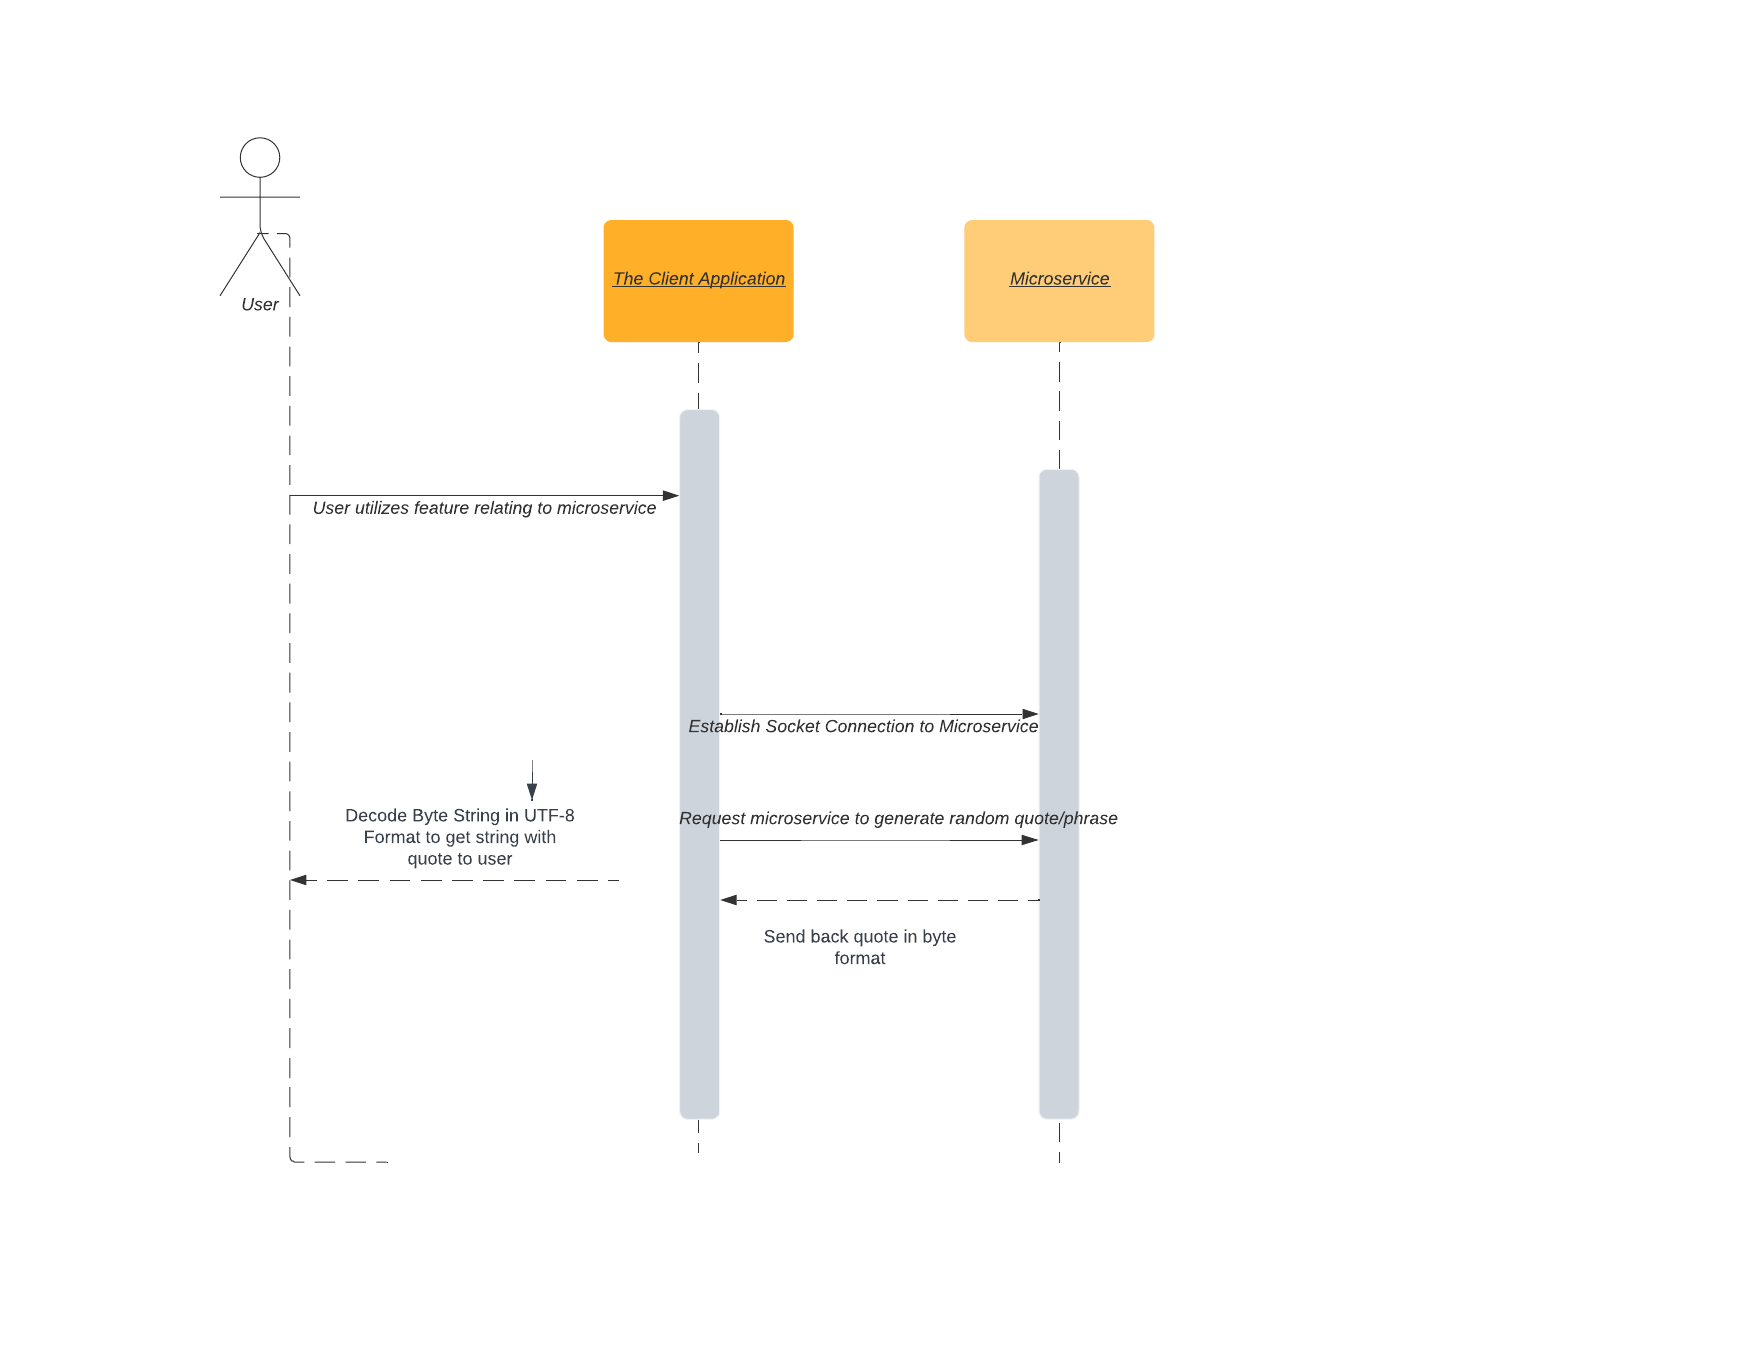 User
The Client Application
Microservice
User utilizes feature relating to microservice
Establish Socket Connection to Microservice
Decode Byte String in UTF-8
Format to get string with
quote to user
Request microservice to generate random quote/phrase
Send back quote in byte
format